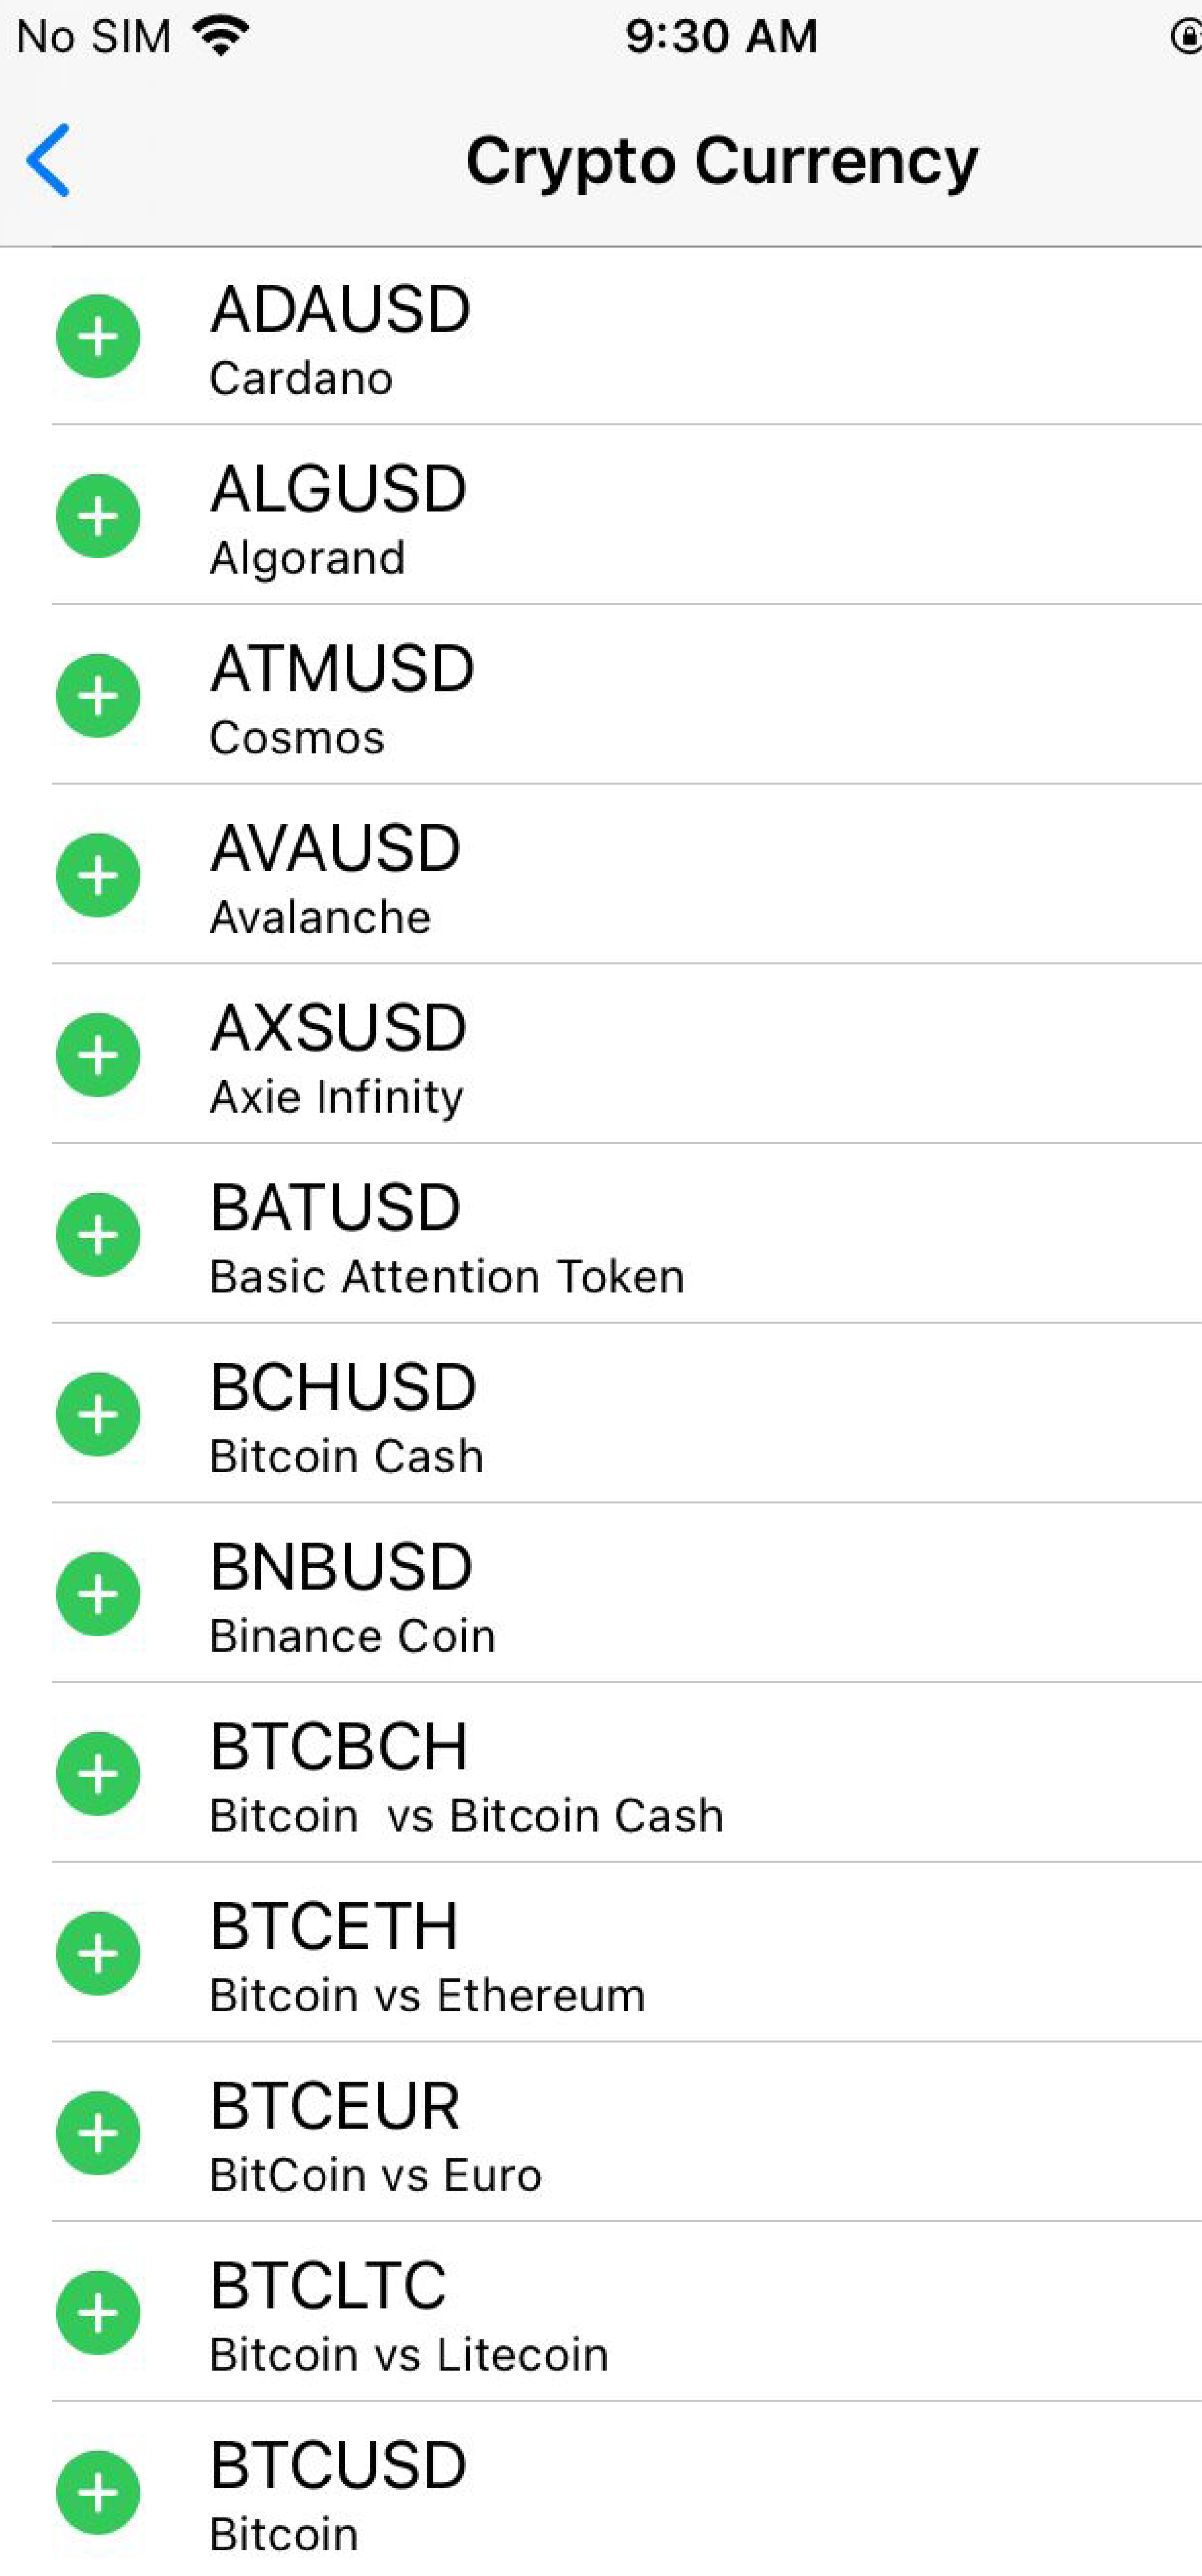 No SIM 9:30 AM
Crypto Currency
ADAUSD
Cardano
ALGUSD
Algorand
ATMUSD
Cosmos
AVAUSD
Avalanche
AXSUSD
Axie Infinity
BATUSD
Basic Attention Token
BCHUSD
Bitcoin Cash
BNBUSD
Binance Coin
BTCBCH
Bitcoin  vs Bitcoin Cash
BTCETH
Bitcoin vs Ethereum
BTCEUR
BitCoin vs Euro
BTCLTC
Bitcoin vs Litecoin
BTCUSD
Bitcoin